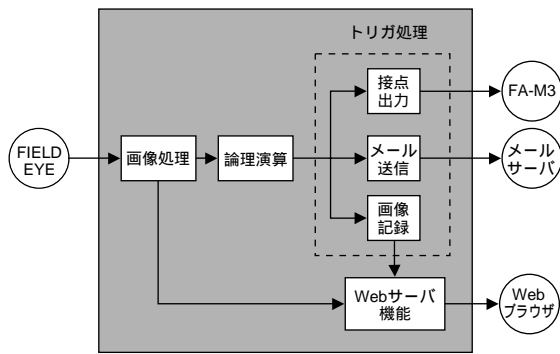 トリガ処理
接点
出力
FA-M3
FIELD
EYE
画像処理
論理演算
メール
送信
メール
サーバ
画像
記録
Webサーバ
機能
Web
ブラウザ